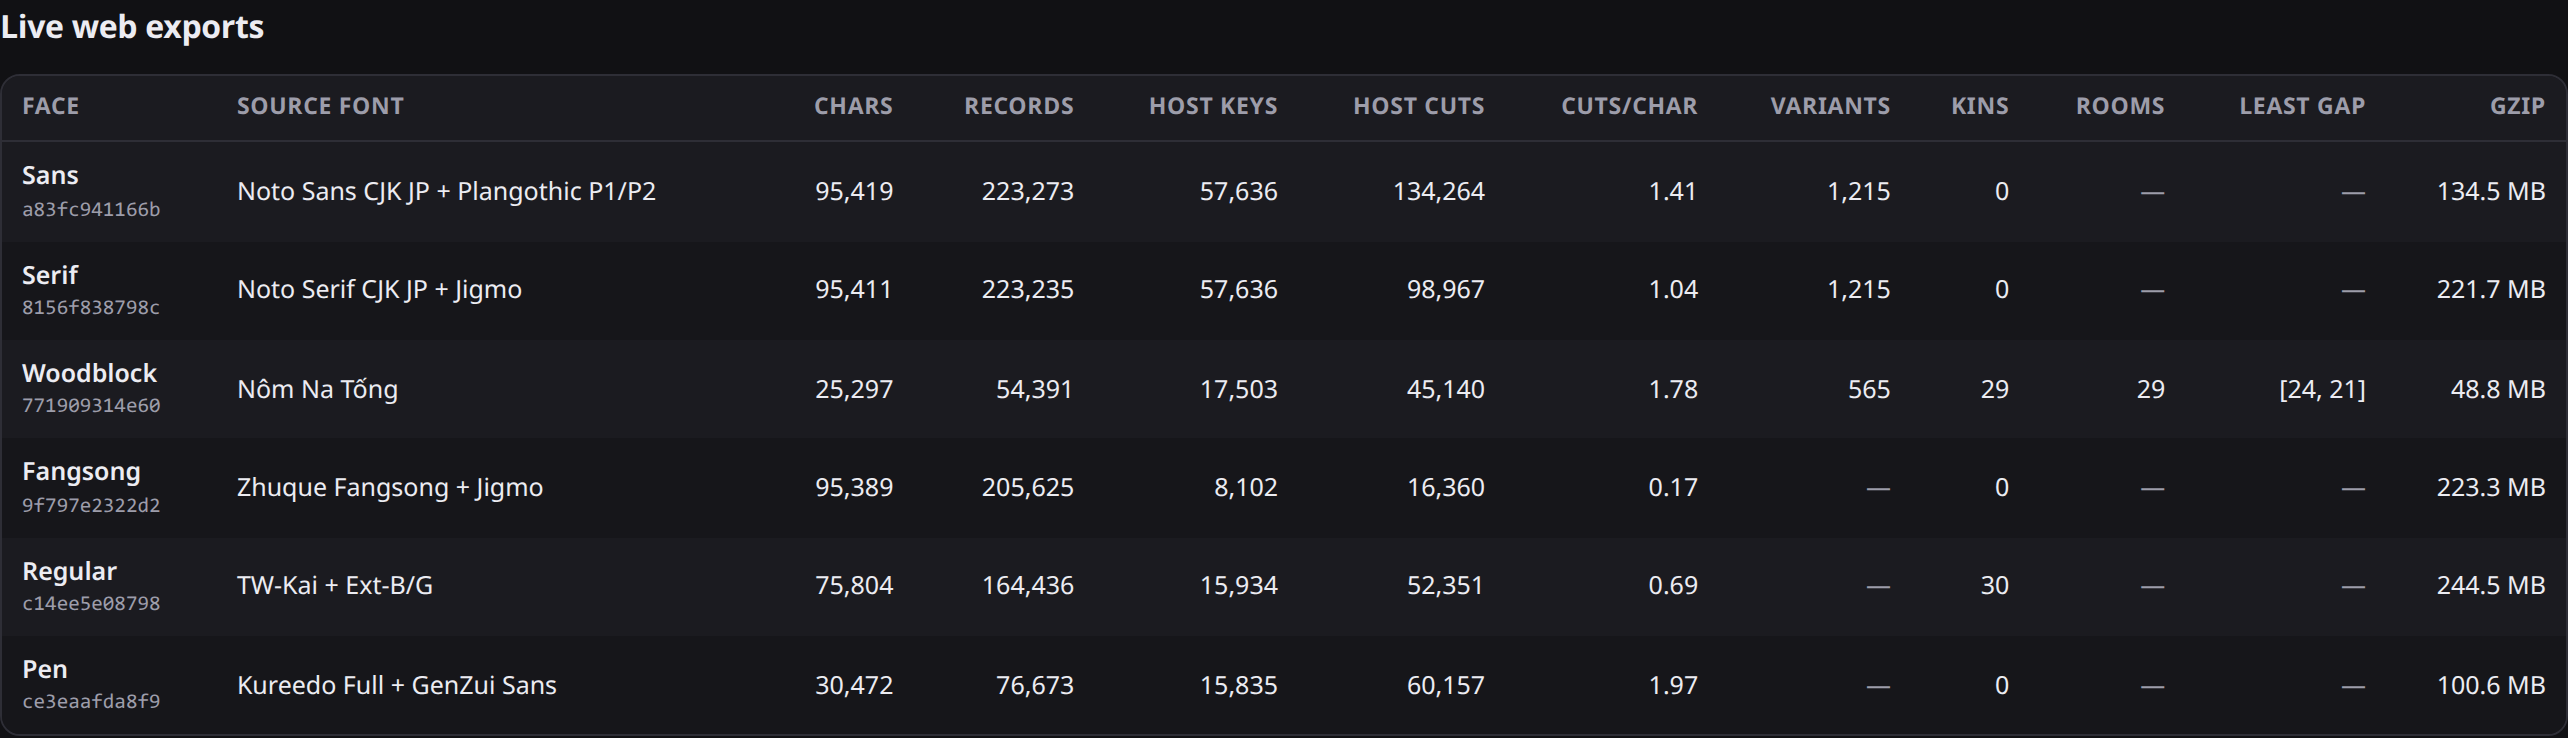 Live web exports
FACE SOURCE FONT CHARS RECORDS HOST KEYS HOST CUTS CUTS/CHAR VARIANTS KINS ROOMS LEAST GAP GZIP
Sans
a83fc941166b
Noto Sans CJK JP + Plangothic P1/P2 95,419 223,273 57,636 134,264 1.41 1,215 0 — — 134.5 MB
Serif
8156f838798c
Noto Serif CJK JP + Jigmo 95,411 223,235 57,636 98,967 1.04 1,215 0 — — 221.7 MB
Woodblock
771909314e60
Nôm Na Tống 25,297 54,391 17,503 45,140 1.78 565 29 29 [24, 21] 48.8 MB
Fangsong
9f797e2322d2
Zhuque Fangsong + Jigmo 95,389 205,625 8,102 16,360 0.17 — 0 — — 223.3 MB
Regular
c14ee5e08798
TW-Kai + Ext-B/G 75,804 164,436 15,934 52,351 0.69 — 30 — — 244.5 MB
Pen
ce3eaafda8f9
Kureedo Full + GenZui Sans 30,472 76,673 15,835 60,157 1.97 — 0 — — 100.6 MB